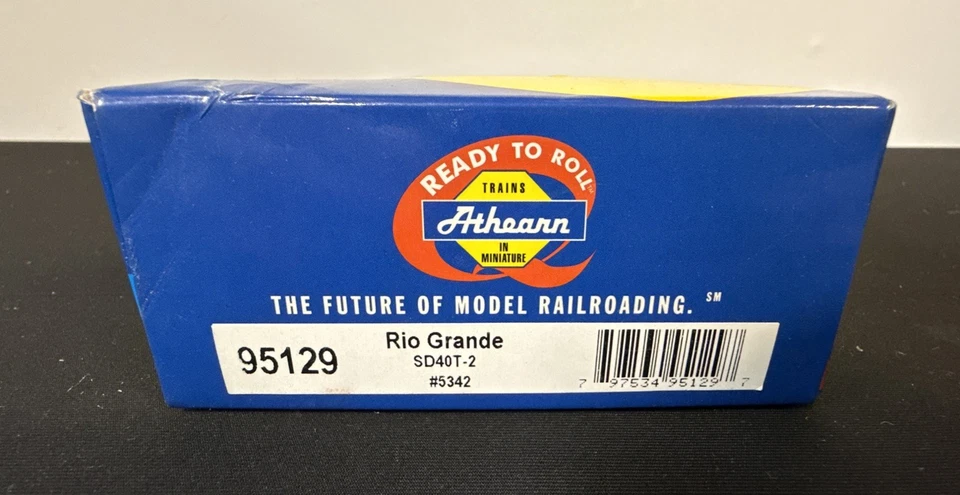 READY TO ROLL™
TRAINS
Athearn
IN
MINIATURE
THE FUTURE OF MODEL RAILROADING. SM
95129
Rio Grande
SD40T-2
#5342
7 97534 95129 7